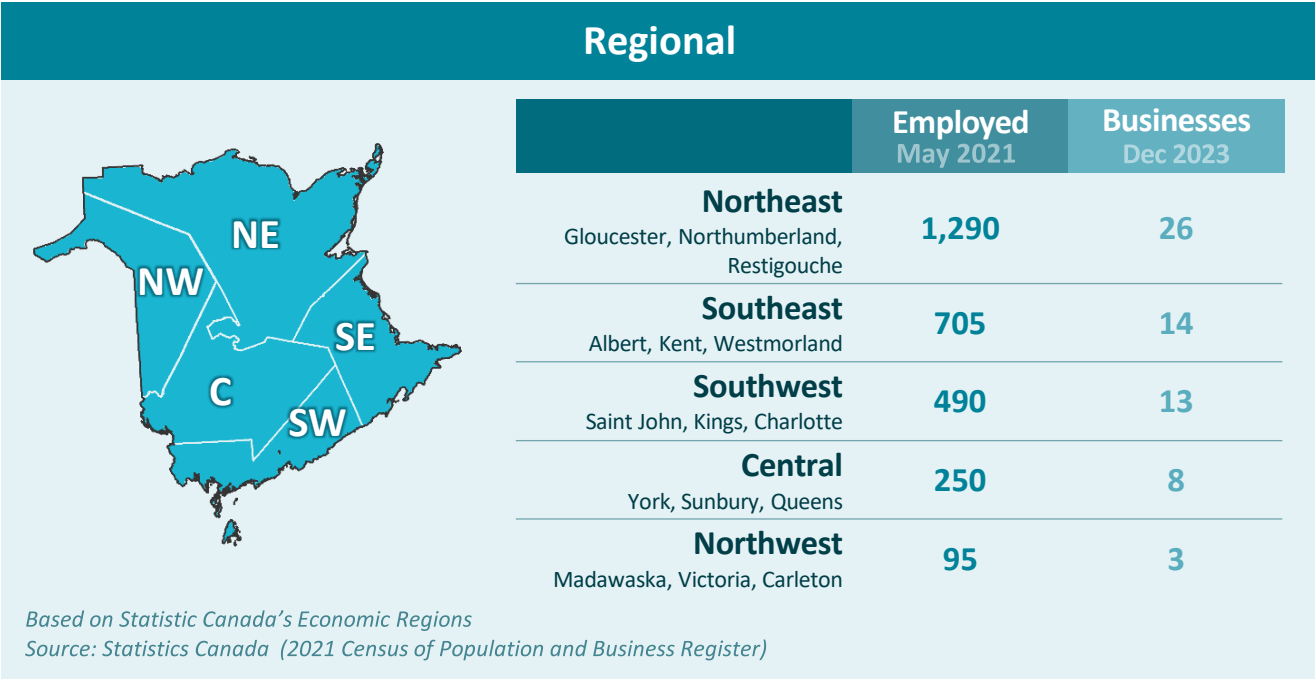 Regional
Employed
May 2021
Businesses
Dec 2023
NE
NW
SE
C
SW
Northeast
Gloucester, Northumberland,
Restigouche
1,290
26
Southeast
Albert, Kent, Westmorland
705
14
Southwest
Saint John, Kings, Charlotte
490
13
Central
York, Sunbury, Queens
250
8
Northwest
Madawaska, Victoria, Carleton
95
3
Based on Statistic Canada's Economic Regions
Source: Statistics Canada (2021 Census of Population and Business Register)